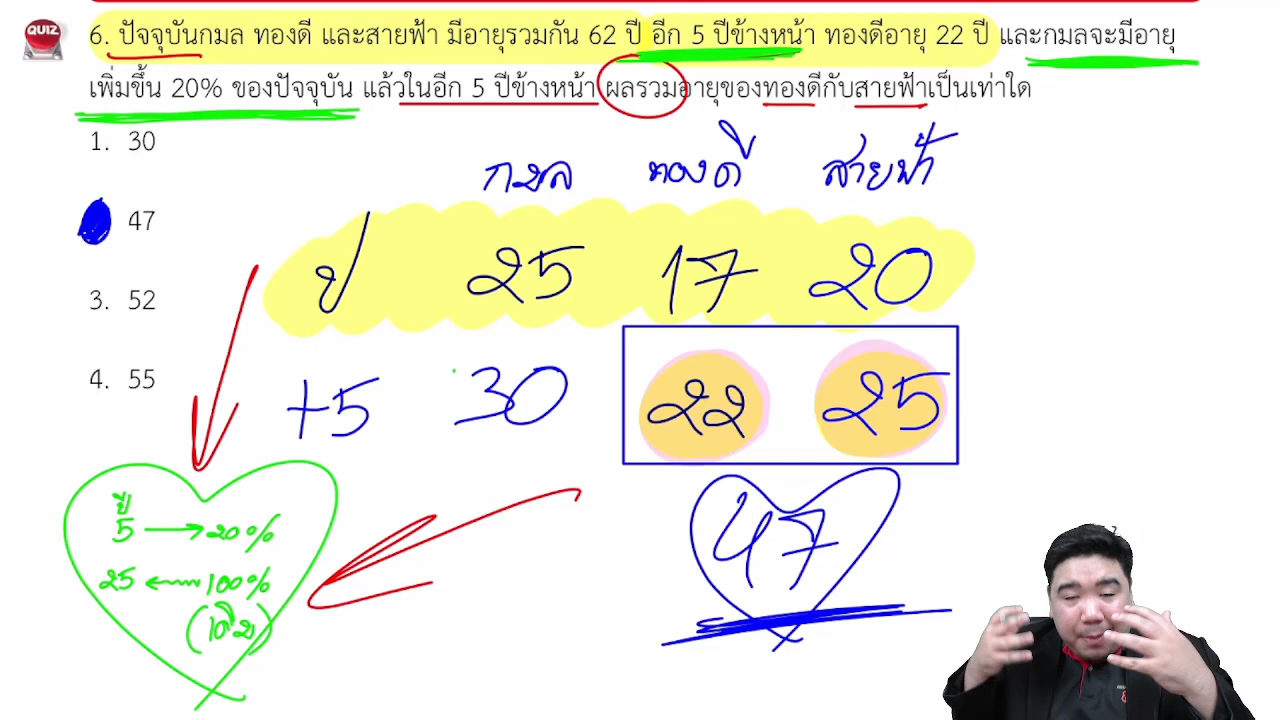 QUIZ
6. ปัจจุบันกมล ทองดี และสายฟ้า มีอายุรวมกัน 62 ปี อีก 5 ปีข้างหน้า ทองดีอายุ 22 ปี และกมลจะมีอายุ
เพิ่มขึ้น 20% ของปัจจุบัน แล้วในอีก 5 ปีข้างหน้า ผลรวมอายุของทองดีกับสายฟ้าเป็นเท่าใด
1. 30
47
3. 52
4. 55
กมล ทองดี สายฟ้า
ป 25 17 20
+5 30 22 25
47
ปี
5 → 20%
25 ← 100%
(เดิม)